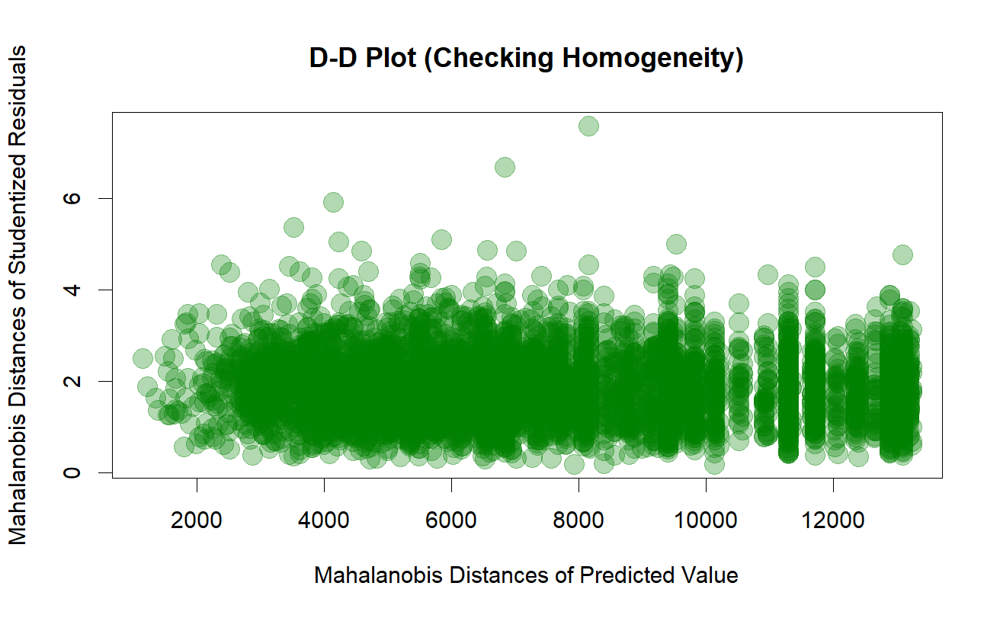 D-D Plot (Checking Homogeneity)
Mahalanobis Distances of Studentized Residuals
6
4
2
0
2000 4000 6000 8000 10000 12000
Mahalanobis Distances of Predicted Value